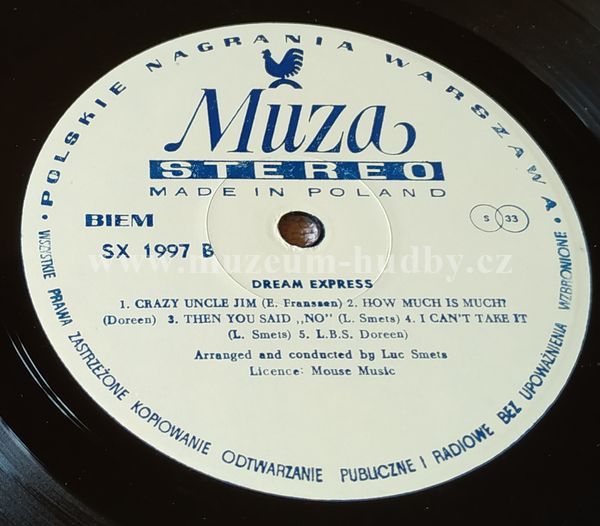 • POLSKIE NAGRANIA WARSZAWA •
Muza
STEREO
MADE IN POLAND
BIEM
SX 1997 B
S 33
www.muzeum-hudby.cz
DREAM EXPRESS
1. CRAZY UNCLE JIM (E. Franssen) 2. HOW MUCH IS MUCH?
(Doreen) 3. THEN YOU SAID „NO" (L. Smets) 4. I CAN'T TAKE IT
(L. Smets) 5. L.B.S. Doreen)
Arranged and conducted by Luc Smets
Licence: Mouse Music
WSZYSTKIE PRAWA ZASTRZEŻONE KOPIOWANIE ODTWARZANIE PUBLICZNE I RADIOWE BEZ UPOWAŻNIENIA WZBRONIONE